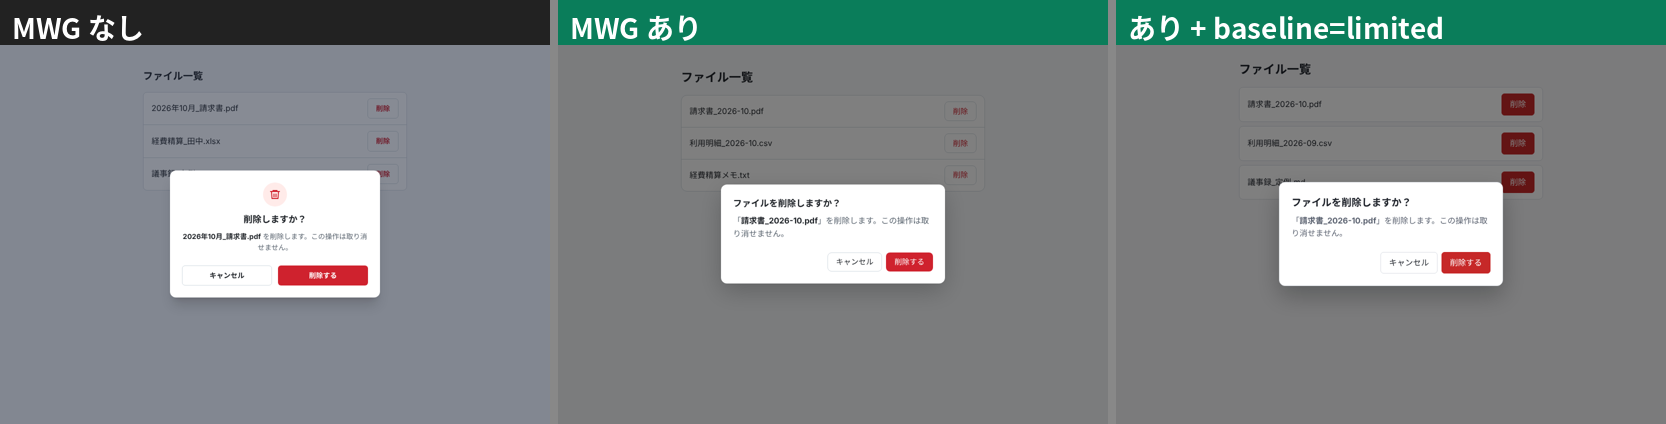 MWG なし
ファイル一覧
2026年10月_請求書.pdf
削除
経費精算_田中.xlsx
削除
削除しますか？
2026年10月_請求書.pdf を削除します。この操作は取り消
せません。
キャンセル
削除する
MWG あり
ファイル一覧
請求書_2026-10.pdf
削除
利用明細_2026-10.csv
削除
経費精算メモ.txt
削除
ファイルを削除しますか？
「請求書_2026-10.pdf」を削除します。この操作は取
り消せません。
キャンセル
削除する
あり + baseline=limited
ファイル一覧
請求書_2026-10.pdf
削除
利用明細_2026-09.csv
削除
削除
ファイルを削除しますか？
「請求書_2026-10.pdf」を削除します。この操作は取
り消せません。
キャンセル
削除する